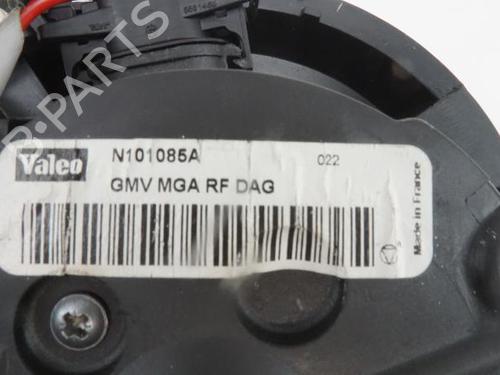 Valeo
N101085A
022
GMV MGA RF DAG
Made in France
B-PARTS